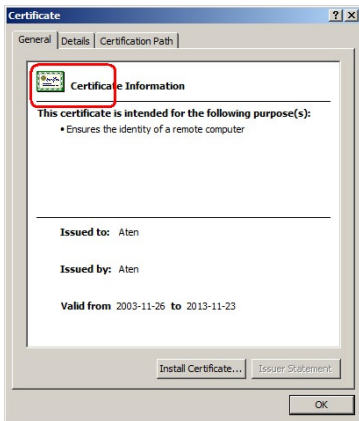 Certificate
General Details Certification Path
Certificate Information
This certificate is intended for the following purpose(s):
• Ensures the identity of a remote computer
Issued to: Aten
Issued by: Aten
Valid from 2003-11-26 to 2013-11-23
Install Certificate... Issuer Statement
OK